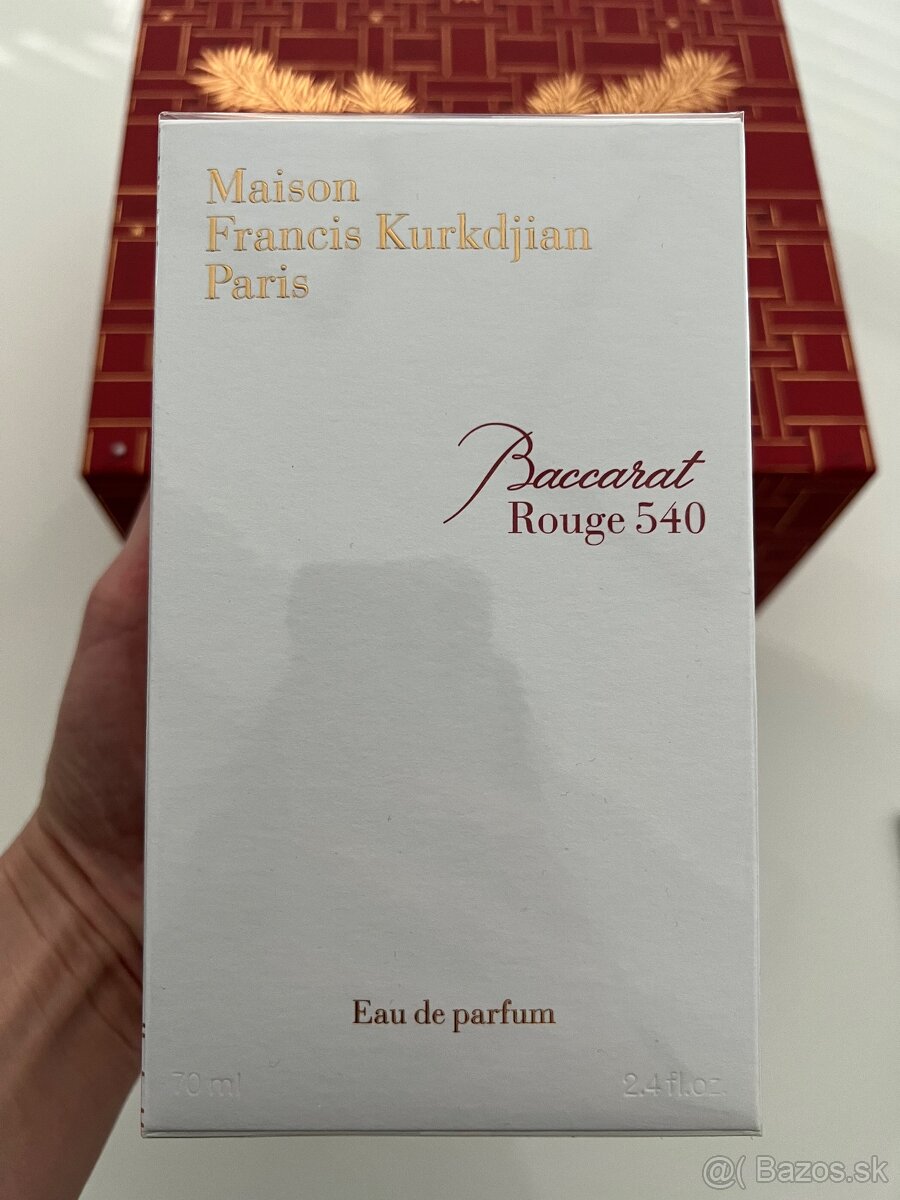 Maison
Francis Kurkdjian
Paris
Baccarat
Rouge 540
Eau de parfum
70 ml 2.4 fl.oz
@( Bazos.sk